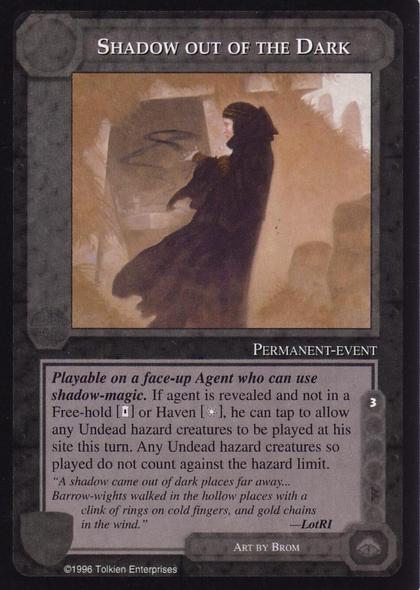 Shadow out of the Dark
Permanent-event
Playable on a face-up Agent who can use
shadow-magic. If agent is revealed and not in a
Free-hold [] or Haven [], he can tap to allow
any Undead hazard creatures to be played at his
site this turn. Any Undead hazard creatures so
played do not count against the hazard limit.
"A shadow came out of dark places far away...
Barrow-wights walked in the hollow places with a
clink of rings on cold fingers, and gold chains
in the wind." —LotRI
3
Art by Brom
©1996 Tolkien Enterprises